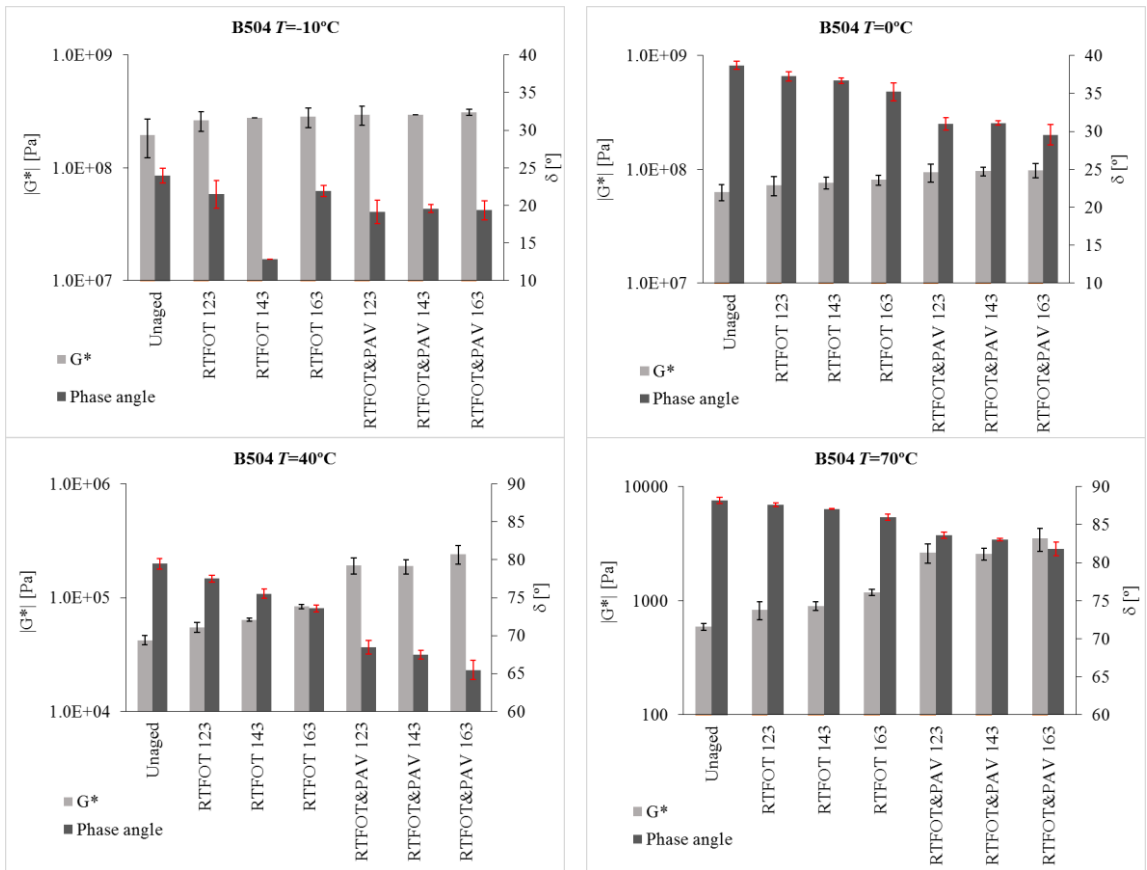 B504 T=-10ºC
|G*| [Pa]
1.0E+09
1.0E+08
1.0E+07
40
35
30
25
20
15
10
δ [º]
Unaged
RTFOT 123
RTFOT 143
RTFOT 163
RTFOT&PAV 123
RTFOT&PAV 143
RTFOT&PAV 163
G*
Phase angle
B504 T=0ºC
|G*| [Pa]
1.0E+09
1.0E+08
1.0E+07
40
35
30
25
20
15
10
δ [º]
Unaged
RTFOT 123
RTFOT 143
RTFOT 163
RTFOT&PAV 123
RTFOT&PAV 143
RTFOT&PAV 163
G*
Phase angle
B504 T=40ºC
|G*| [Pa]
1.0E+06
1.0E+05
1.0E+04
90
85
80
75
70
65
60
δ [º]
Unaged
RTFOT 123
RTFOT 143
RTFOT 163
RTFOT&PAV 123
RTFOT&PAV 143
RTFOT&PAV 163
G*
Phase angle
B504 T=70ºC
|G*| [Pa]
10000
1000
100
90
85
80
75
70
65
60
δ [º]
Unaged
RTFOT 123
RTFOT 143
RTFOT 163
RTFOT&PAV 123
RTFOT&PAV 143
RTFOT&PAV 163
G*
Phase angle